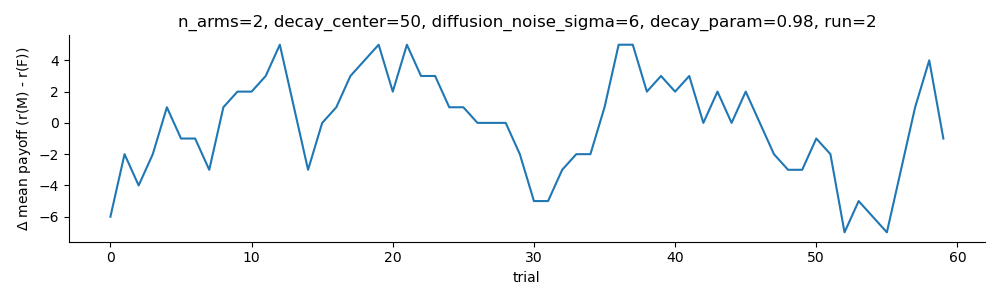 n_arms=2, decay_center=50, diffusion_noise_sigma=6, decay_param=0.98, run=2
Δ mean payoff (r(M) - r(F))
4
2
0
−2
−4
−6
0 10 20 30 40 50 60
trial